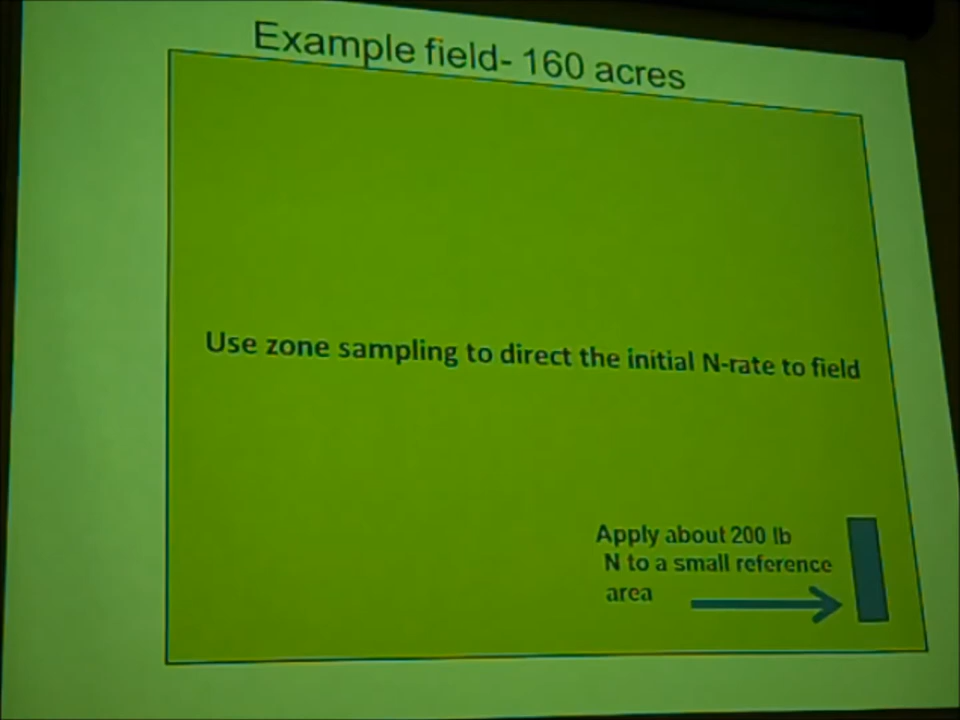 Example field- 160 acres
Use zone sampling to direct the initial N-rate to field
Apply about 200 lb
N to a small reference
area